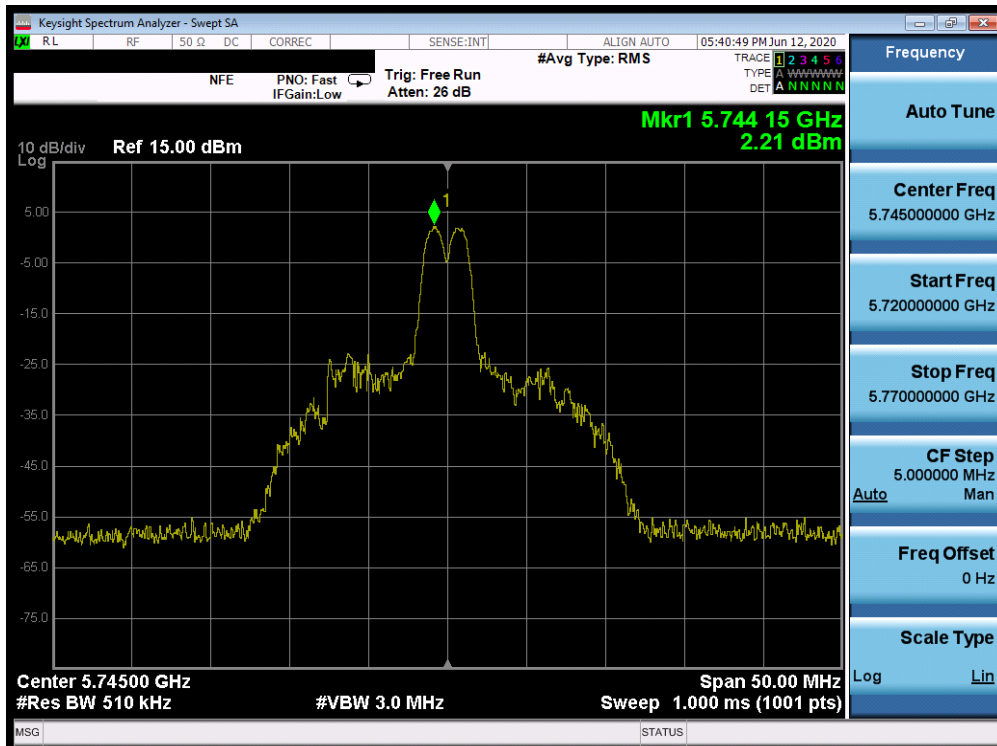 Keysight Spectrum Analyzer - Swept SA
LXI RL RF 50 Ω DC CORREC SENSE:INT ALIGN AUTO 05:40:49 PM Jun 12, 2020
Frequency
#Avg Type: RMS TRACE 1 2 3 4 5 6
NFE PNO: Fast Trig: Free Run TYPE A WWWWW
IFGain:Low Atten: 26 dB DET A N N N N N
Auto Tune
Mkr1 5.744 15 GHz
10 dB/div Ref 15.00 dBm 2.21 dBm
Log
Center Freq
5.745000000 GHz
1
5.00
-5.00
Start Freq
5.720000000 GHz
-15.0
-25.0
Stop Freq
5.770000000 GHz
-35.0
-45.0
CF Step
5.000000 MHz
Auto Man
-55.0
-65.0
Freq Offset
0 Hz
-75.0
Scale Type
Log Lin
Center 5.74500 GHz Span 50.00 MHz
#Res BW 510 kHz #VBW 3.0 MHz Sweep 1.000 ms (1001 pts)
MSG STATUS